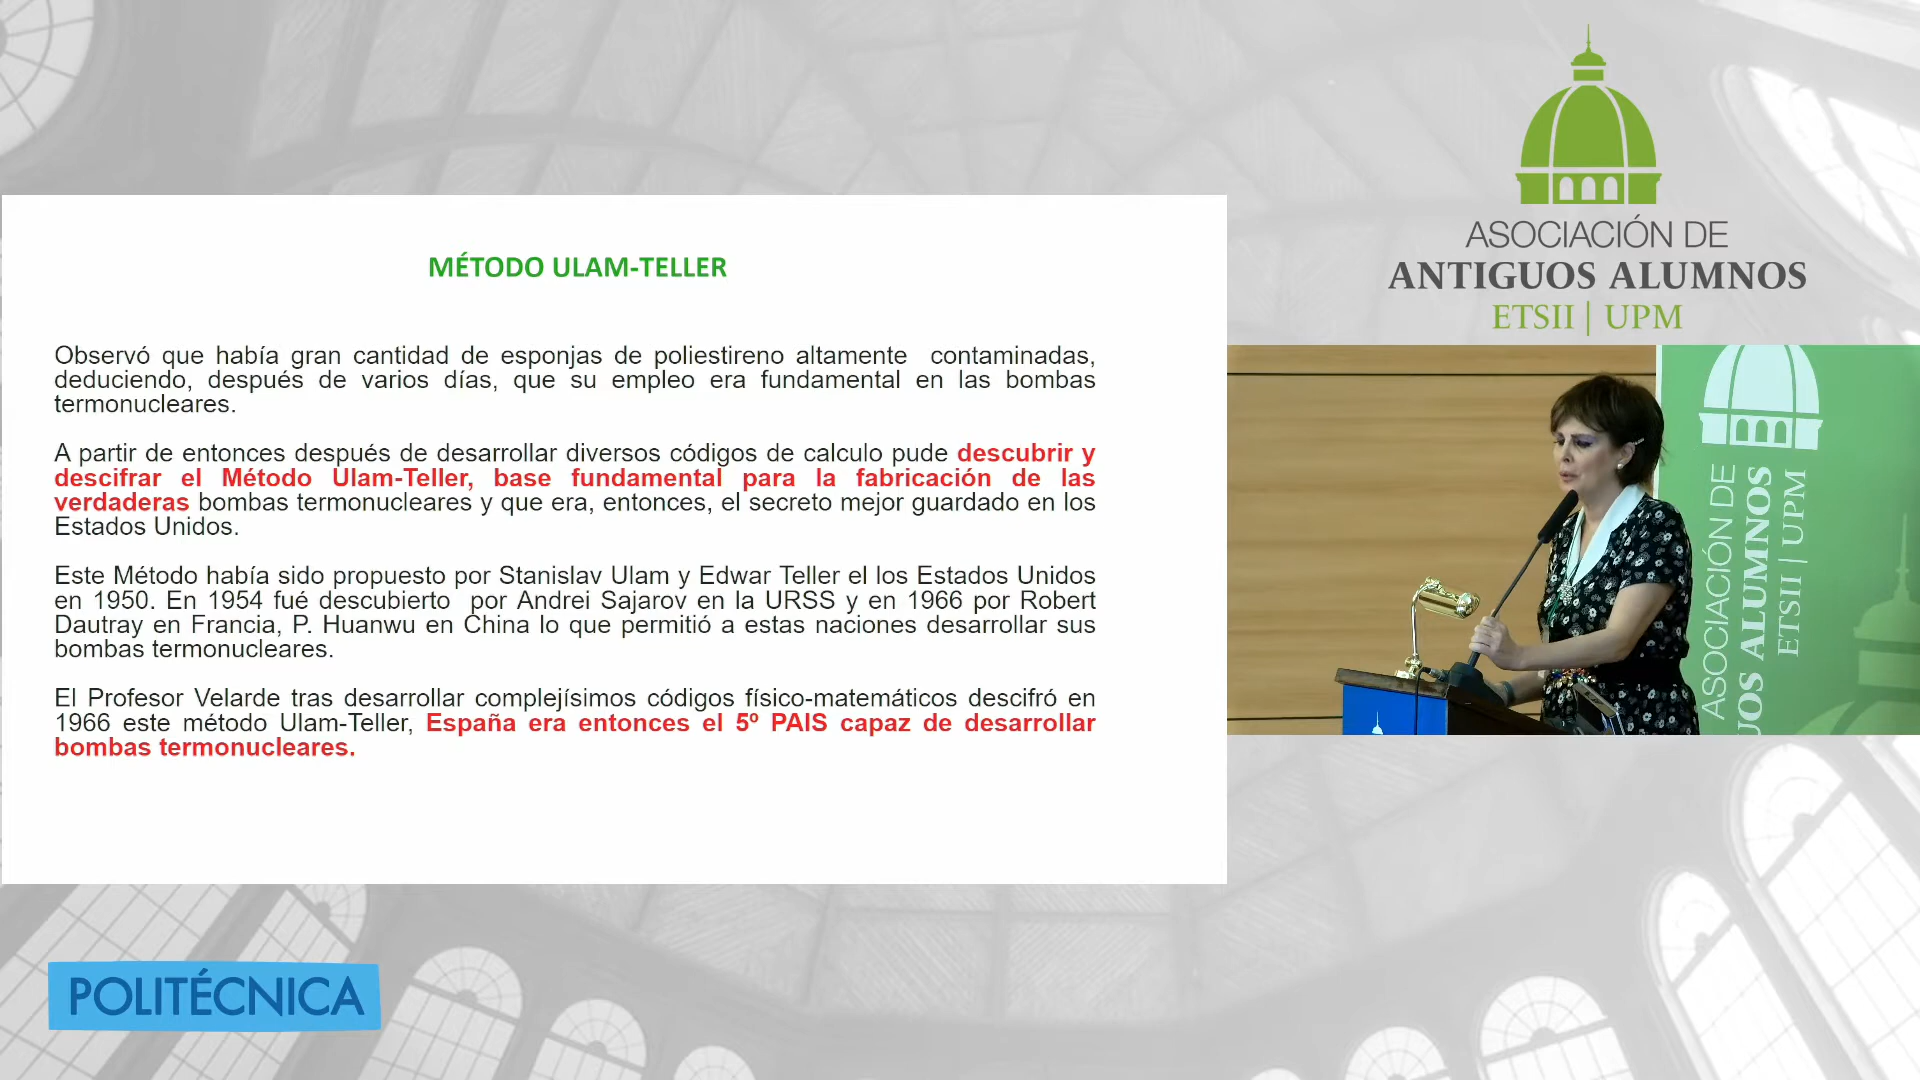 MÉTODO ULAM-TELLER
Observó que había gran cantidad de esponjas de poliestireno altamente contaminadas,
deduciendo, después de varios días, que su empleo era fundamental en las bombas
termonucleares.
A partir de entonces después de desarrollar diversos códigos de calculo pude descubrir y
descifrar el Método Ulam-Teller, base fundamental para la fabricación de las
verdaderas bombas termonucleares y que era, entonces, el secreto mejor guardado en los
Estados Unidos.
Este Método había sido propuesto por Stanislav Ulam y Edwar Teller el los Estados Unidos
en 1950. En 1954 fué descubierto por Andrei Sajarov en la URSS y en 1966 por Robert
Dautray en Francia, P. Huanwu en China lo que permitió a estas naciones desarrollar sus
bombas termonucleares.
El Profesor Velarde tras desarrollar complejísimos códigos físico-matemáticos descifró en
1966 este método Ulam-Teller, España era entonces el 5º PAIS capaz de desarrollar
bombas termonucleares.
ASOCIACIÓN DE
ANTIGUOS ALUMNOS
ETSII | UPM
ASOCIACIÓN DE
UOS ALUMNOS
ETSII | UPM
POLITÉCNICA